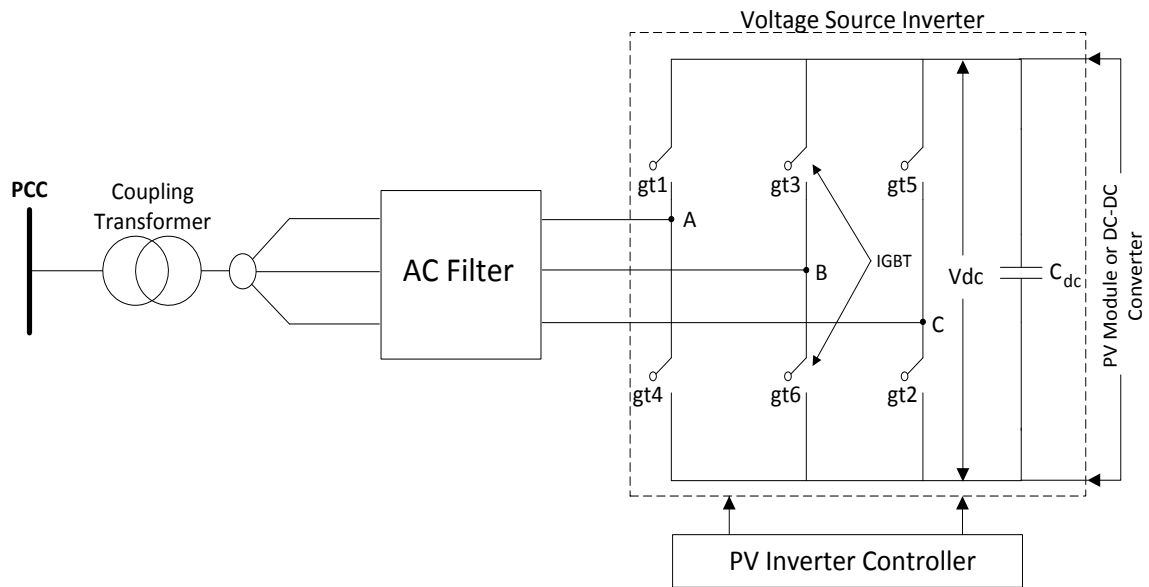 Voltage Source Inverter
PCC
Coupling
Transformer
AC Filter
gt1
gt3
gt5
A
B
C
IGBT
Vdc
Cdc
PV Module or DC-DC
Converter
gt4
gt6
gt2
PV Inverter Controller